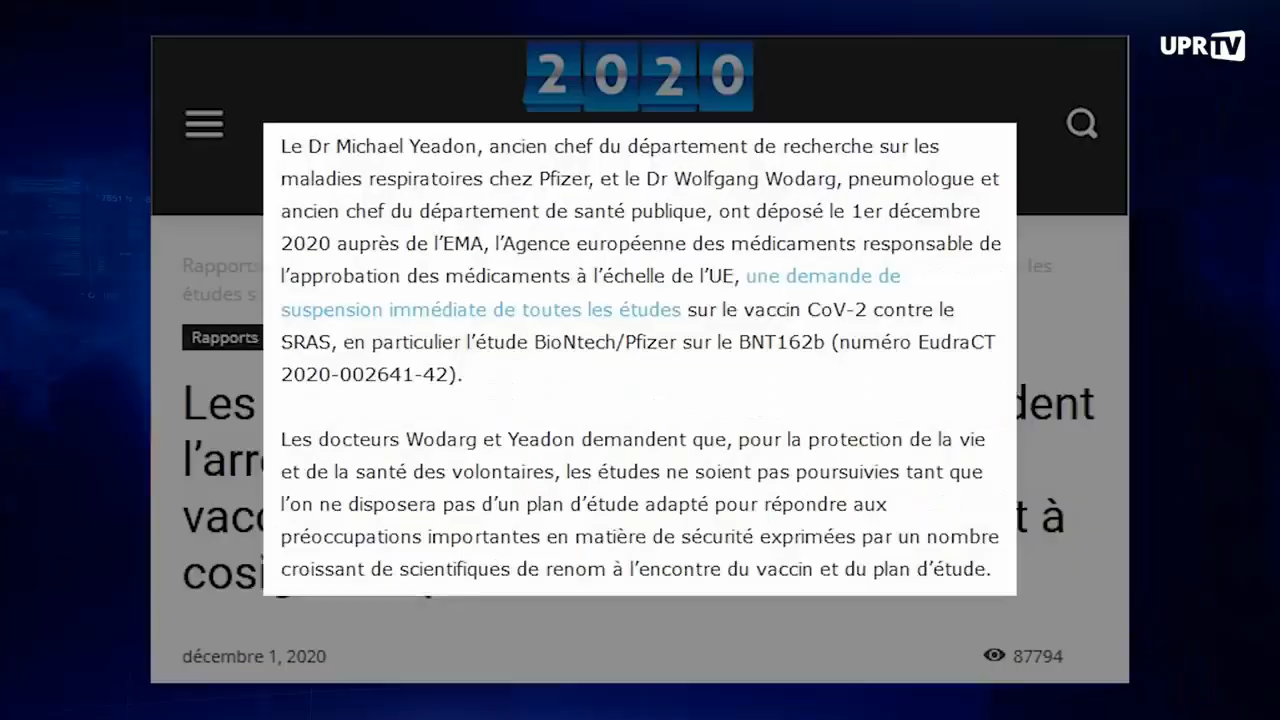 UPR TV
2020
Le Dr Michael Yeadon, ancien chef du département de recherche sur les
maladies respiratoires chez Pfizer, et le Dr Wolfgang Wodarg, pneumologue et
ancien chef du département de santé publique, ont déposé le 1er décembre
2020 auprès de l’EMA, l’Agence européenne des médicaments responsable de
l’approbation des médicaments à l’échelle de l’UE, une demande de
suspension immédiate de toutes les études sur le vaccin CoV-2 contre le
SRAS, en particulier l’étude BioNtech/Pfizer sur le BNT162b (numéro EudraCT
2020-002641-42).
Les docteurs Wodarg et Yeadon demandent que, pour la protection de la vie
et de la santé des volontaires, les études ne soient pas poursuivies tant que
l’on ne disposera pas d’un plan d’étude adapté pour répondre aux
préoccupations importantes en matière de sécurité exprimées par un nombre
croissant de scientifiques de renom à l’encontre du vaccin et du plan d’étude.
les
études s
Rapports
Les
à
décembre 1, 2020
87794